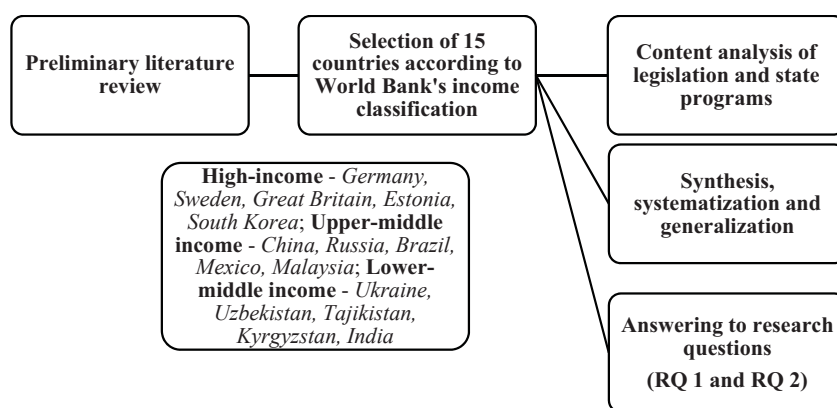 Preliminary literature
review
Selection of 15
countries according to
World Bank's income
classification
Content analysis of
legislation and state
programs
High-income - Germany,
Sweden, Great Britain, Estonia,
South Korea; Upper-middle
income - China, Russia, Brazil,
Mexico, Malaysia; Lower-
middle income - Ukraine,
Uzbekistan, Tajikistan,
Kyrgyzstan, India
Synthesis,
systematization and
generalization
Answering to research
questions
(RQ 1 and RQ 2)